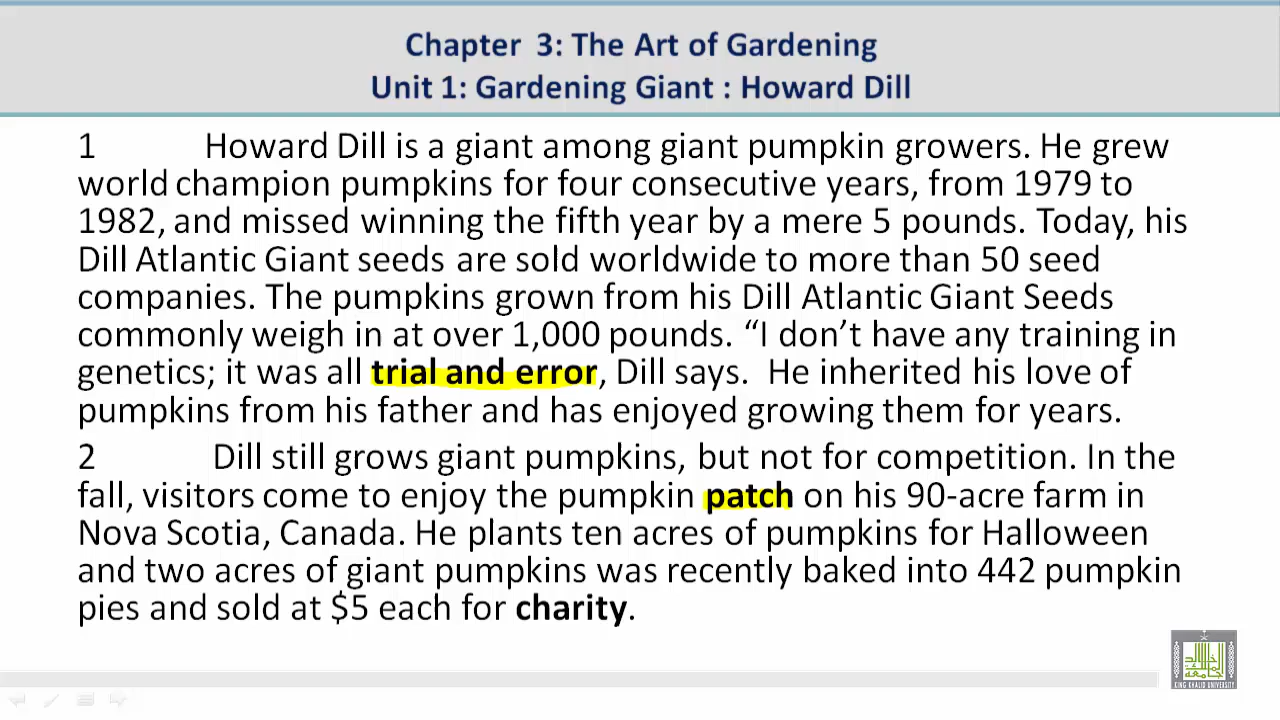 Chapter 3: The Art of Gardening
Unit 1: Gardening Giant : Howard Dill
1 Howard Dill is a giant among giant pumpkin growers. He grew
world champion pumpkins for four consecutive years, from 1979 to
1982, and missed winning the fifth year by a mere 5 pounds. Today, his
Dill Atlantic Giant seeds are sold worldwide to more than 50 seed
companies. The pumpkins grown from his Dill Atlantic Giant Seeds
commonly weigh in at over 1,000 pounds. “I don’t have any training in
genetics; it was all trial and error, Dill says. He inherited his love of
pumpkins from his father and has enjoyed growing them for years.
2 Dill still grows giant pumpkins, but not for competition. In the
fall, visitors come to enjoy the pumpkin patch on his 90-acre farm in
Nova Scotia, Canada. He plants ten acres of pumpkins for Halloween
and two acres of giant pumpkins was recently baked into 442 pumpkin
pies and sold at $5 each for charity.
KING KHALID UNIVERSITY